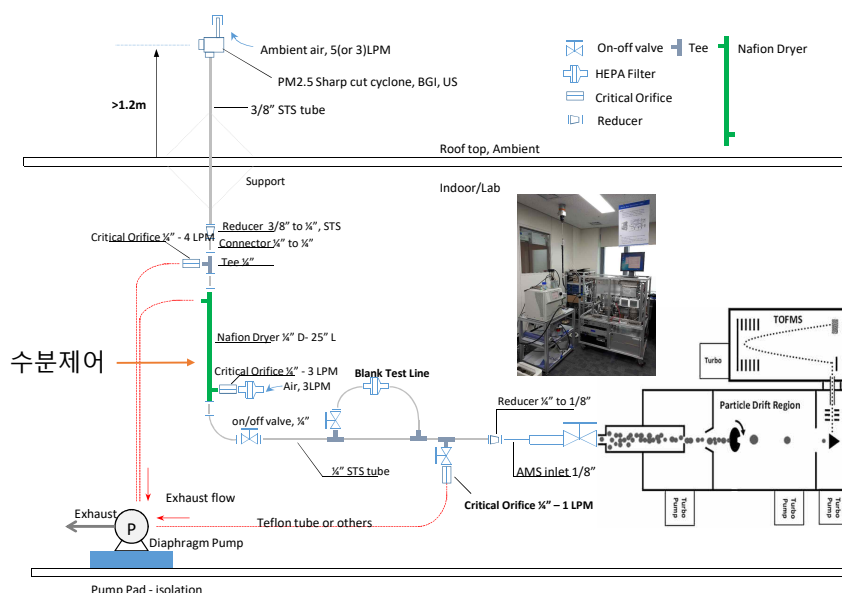 Ambient air, 5(or 3)LPM
PM2.5 Sharp cut cyclone, BGI, US
>1.2m
3/8” STS tube
On-off valve
Tee
Nafion Dryer
HEPA Filter
Critical Orifice
Reducer
Roof top, Ambient
Support
Indoor/Lab
Reducer 3/8” to ¼”, STS
Critical Orifice ¼” - 4 LPM
Connector ¼” to ¼”
Tee ¼”
수분제어
Nafion Dryer ¼” D- 25” L
Critical Orifice ¼” - 3 LPM
Air, 3LPM
Blank Test Line
on/off valve, ¼”
Reducer ¼” to 1/8”
¼” STS tube
AMS inlet 1/8”
TOFMS
Turbo
Particle Drift Region
Turbo
Pump
Turbo
Pump
Turbo
Pump
Critical Orifice ¼” – 1 LPM
Exhaust flow
Exhaust
P
Teflon tube or others
Diaphragm Pump
Pump Pad - isolation